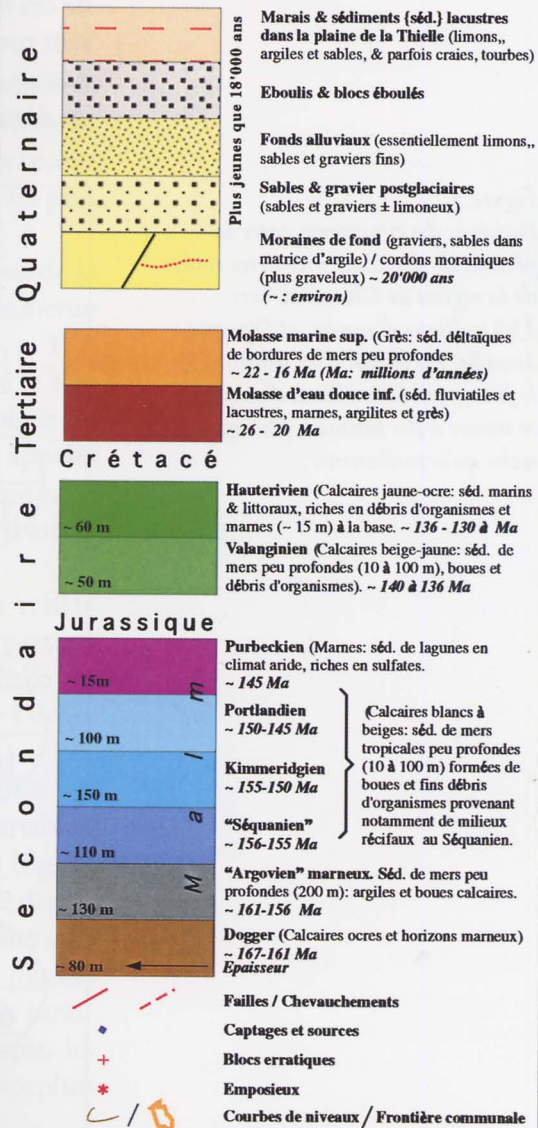 Quaternaire
Plus jeunes que 18'000 ans
Marais & sédiments {séd.} lacustres
dans la plaine de la Thielle (limons,,
argiles et sables, & parfois craies, tourbes)
Eboulis & blocs éboulés
Fonds alluviaux (essentiellement limons,,
sables et graviers fins)
Sables & gravier postglaciaires
(sables et graviers ± limoneux)
Moraines de fond (graviers, sables dans
matrice d'argile) / cordons morainiques
(plus graveleux) ~ 20'000 ans
(~ : environ)
Tertiaire
Molasse marine sup. (Grès: séd. déltaïques
de bordures de mers peu profondes
~ 22 - 16 Ma (Ma: millions d'années)
Molasse d'eau douce inf. (séd. fluviatiles et
lacustres, marnes, argilites et grès)
~ 26 - 20 Ma
Secondaire
Crétacé
~ 60 m
Hauterivien (Calcaires jaune-ocre: séd. marins
& littoraux, riches en débris d'organismes et
marnes (~ 15 m) à la base. ~ 136 - 130 à Ma
~ 50 m
Valanginien (Calcaires beige-jaune: séd. de
mers peu profondes (10 à 100 m), boues et
débris d'organismes). ~ 140 à 136 Ma
Jurassique
Malm
~ 15m
Purbeckien (Marnes: séd. de lagunes en
climat aride, riches en sulfates.
~ 145 Ma
~ 100 m
Portlandien
~ 150-145 Ma
~ 150 m
Kimmeridgien
~ 155-150 Ma
~ 110 m
"Séquanien"
~ 156-155 Ma
(Calcaires blancs à
beiges: séd. de mers
tropicales peu profondes
(10 à 100 m) formées de
boues et fins débris
d'organismes provenant
notamment de milieux
récifaux au Séquanien.
~ 130 m
"Argovien" marneux. Séd. de mers peu
profondes (200 m): argiles et boues calcaires.
~ 161-156 Ma
~ 80 m
Dogger (Calcaires ocres et horizons marneux)
~ 167-161 Ma
Epaisseur
Failles / Chevauchements
Captages et sources
Blocs erratiques
Emposieux
Courbes de niveaux / Frontière communale